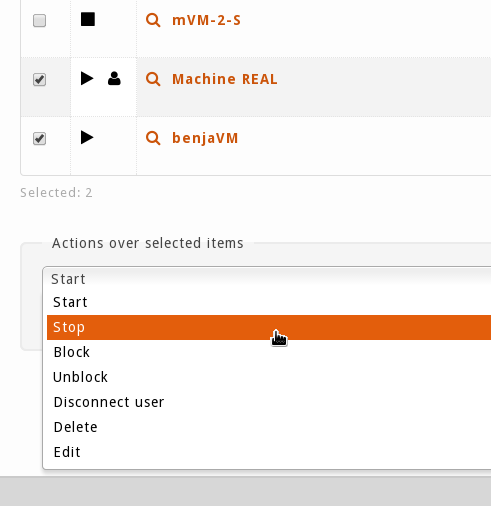 mVM-2-S
Machine REAL
benjaVM
Selected: 2
Actions over selected items
Start
Start
Stop
Block
Unblock
Disconnect user
Delete
Edit